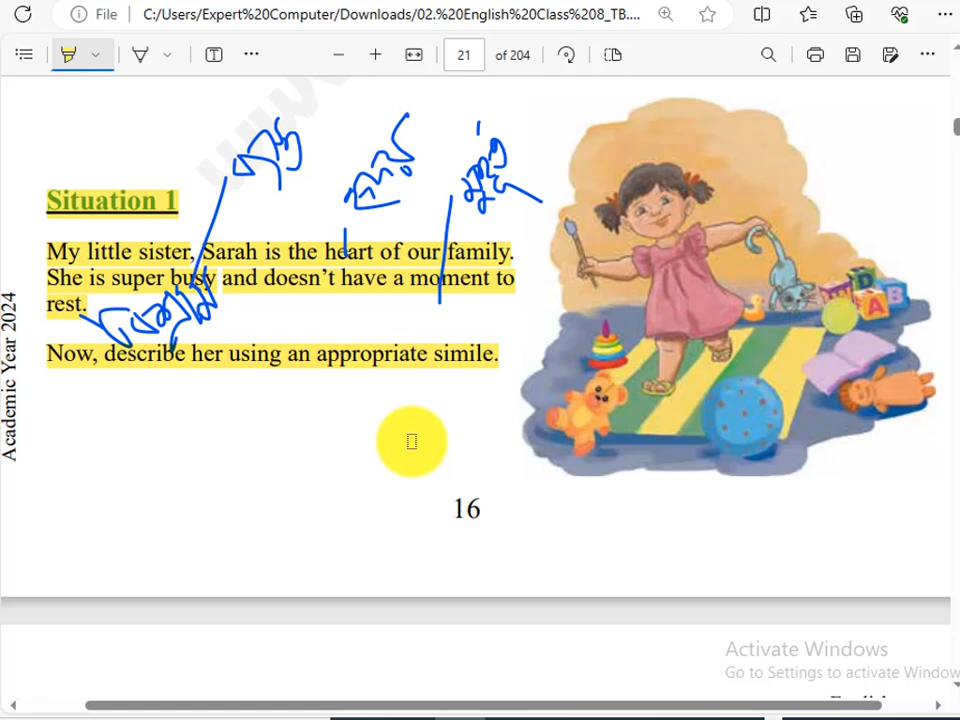 File
C:/Users/Expert%20Computer/Downloads/02.%20English%20Class%208_TB....
21 of 204
Situation 1
My little sister, Sarah is the heart of our family.
She is super busy and doesn't have a moment to
rest.
Now, describe her using an appropriate simile.
Academic Year 2024
D
B
A
16
Activate Windows
Go to Settings to activate Window